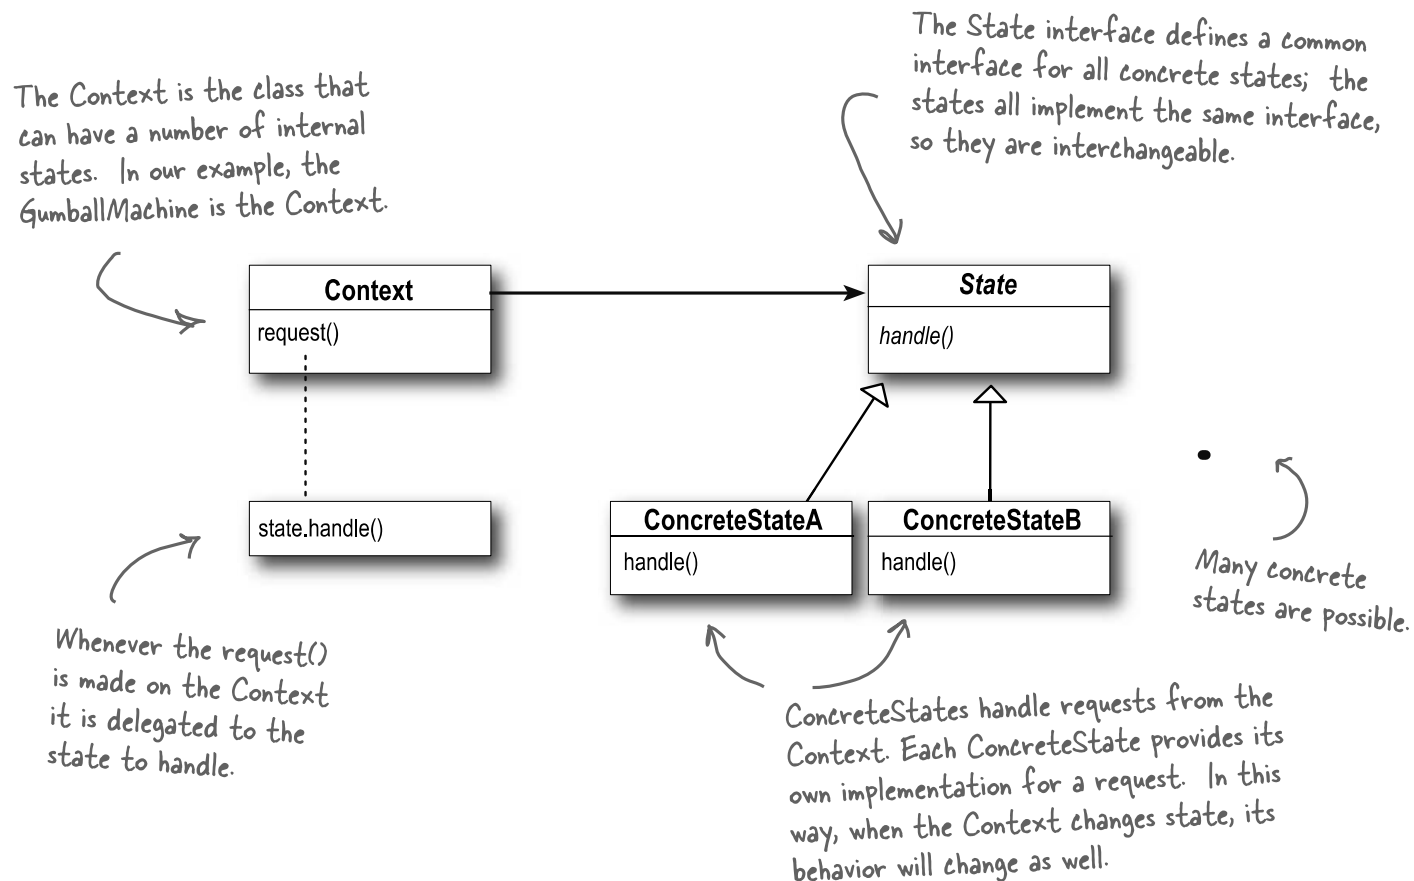 The Context is the class that
can have a number of internal
states. In our example, the
GumballMachine is the Context.
The State interface defines a common
interface for all concrete states; the
states all implement the same interface,
so they are interchangeable.
Context
request()
State
handle()
state.handle()
ConcreteStateA
handle()
ConcreteStateB
handle()
Many concrete
states are possible.
Whenever the request()
is made on the Context
it is delegated to the
state to handle.
ConcreteStates handle requests from the
Context. Each ConcreteState provides its
own implementation for a request. In this
way, when the Context changes state, its
behavior will change as well.